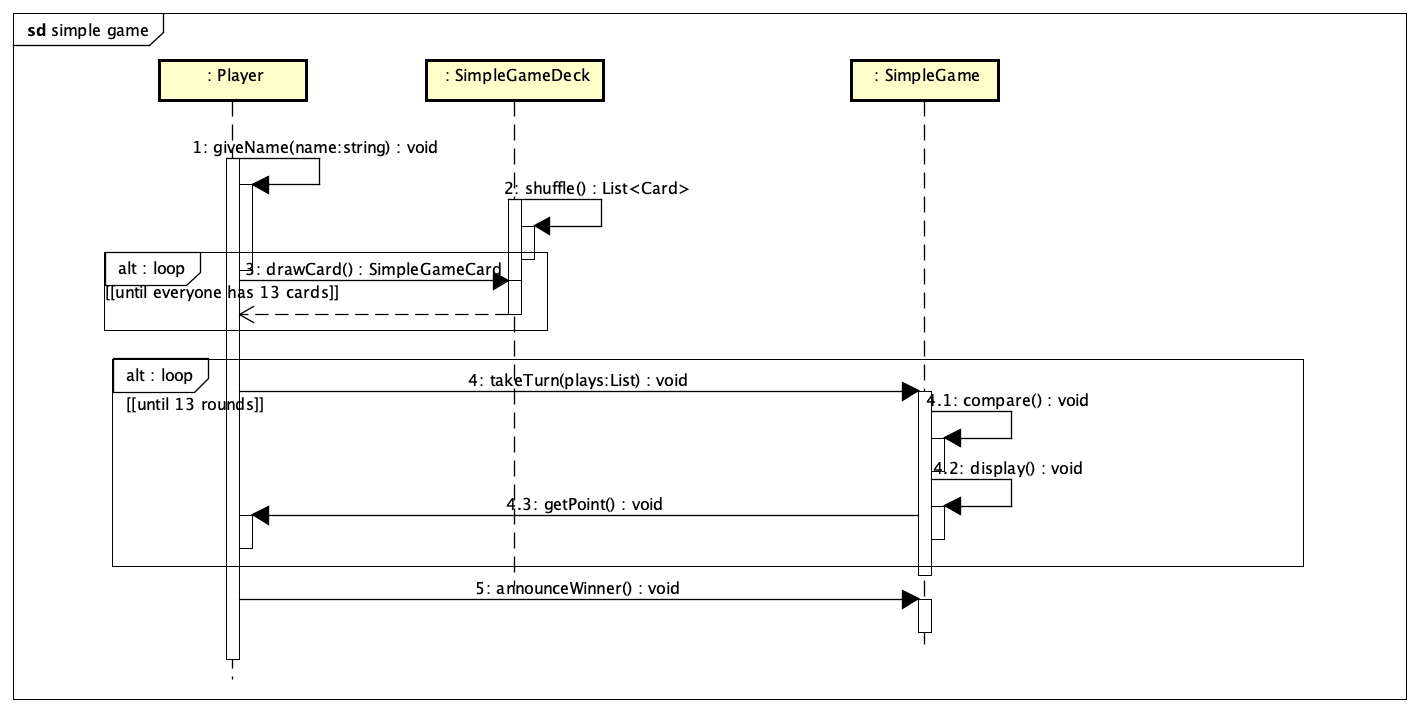 sd simple game
: Player
: SimpleGameDeck
: SimpleGame
1: giveName(name:string) : void
2: shuffle() : List<Card>
alt : loop
3: drawCard() : SimpleGameCard
[[until everyone has 13 cards]]
alt : loop
4: takeTurn(plays:List) : void
[[until 13 rounds]]
4.1: compare() : void
4.2: display() : void
4.3: getPoint() : void
5: announceWinner() : void